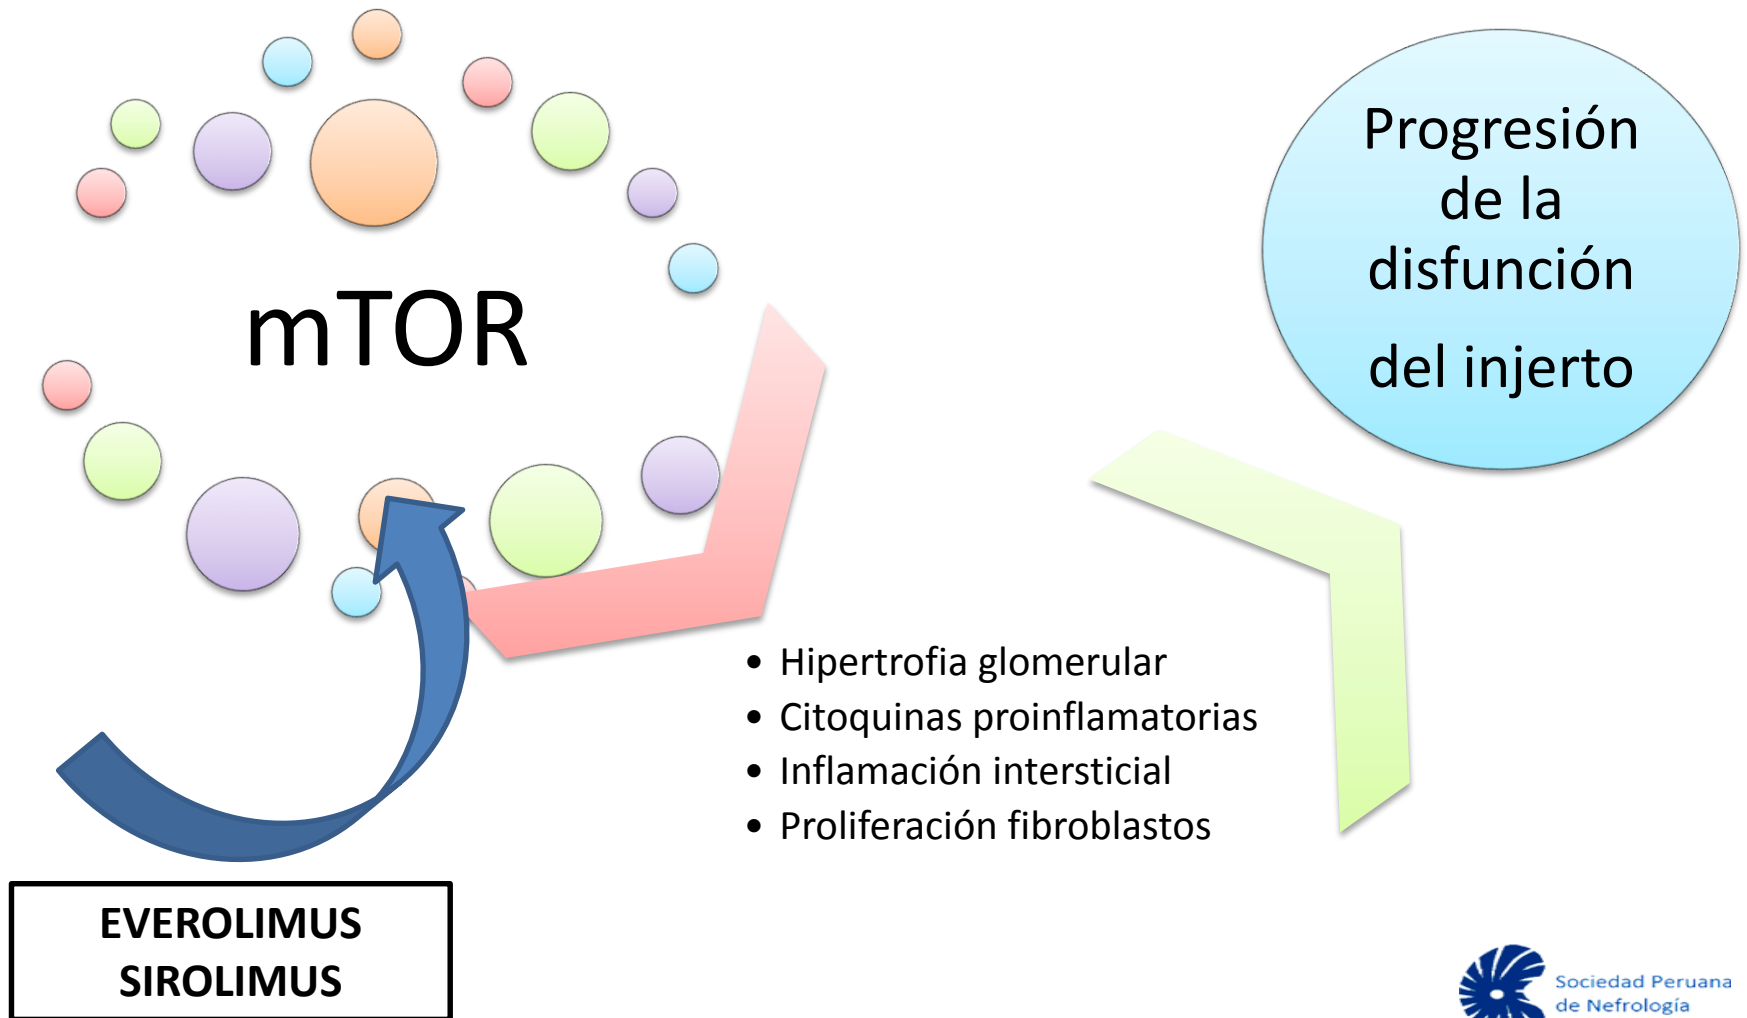 mTOR
Progresión
de la
disfunción
del injerto
• Hipertrofia glomerular
• Citoquinas proinflamatorias
• Inflamación intersticial
• Proliferación fibroblastos
EVEROLIMUS
SIROLIMUS
Sociedad Peruana
de Nefrología